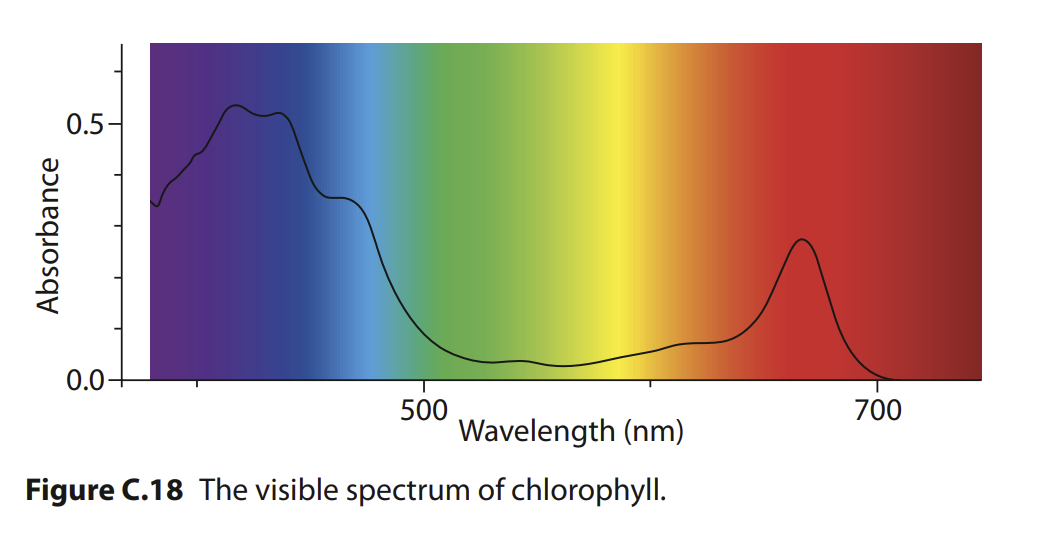 0.5
Absorbance
0.0
500
700
Wavelength (nm)
Figure C.18 The visible spectrum of chlorophyll.